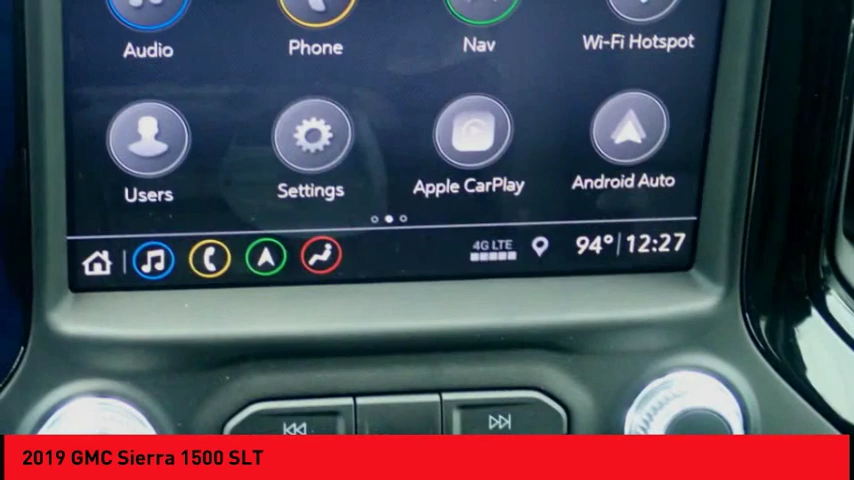 Audio Phone Nav Wi-Fi Hotspot
Users Settings Apple CarPlay Android Auto
4G LTE 94° 12:27
2019 GMC Sierra 1500 SLT